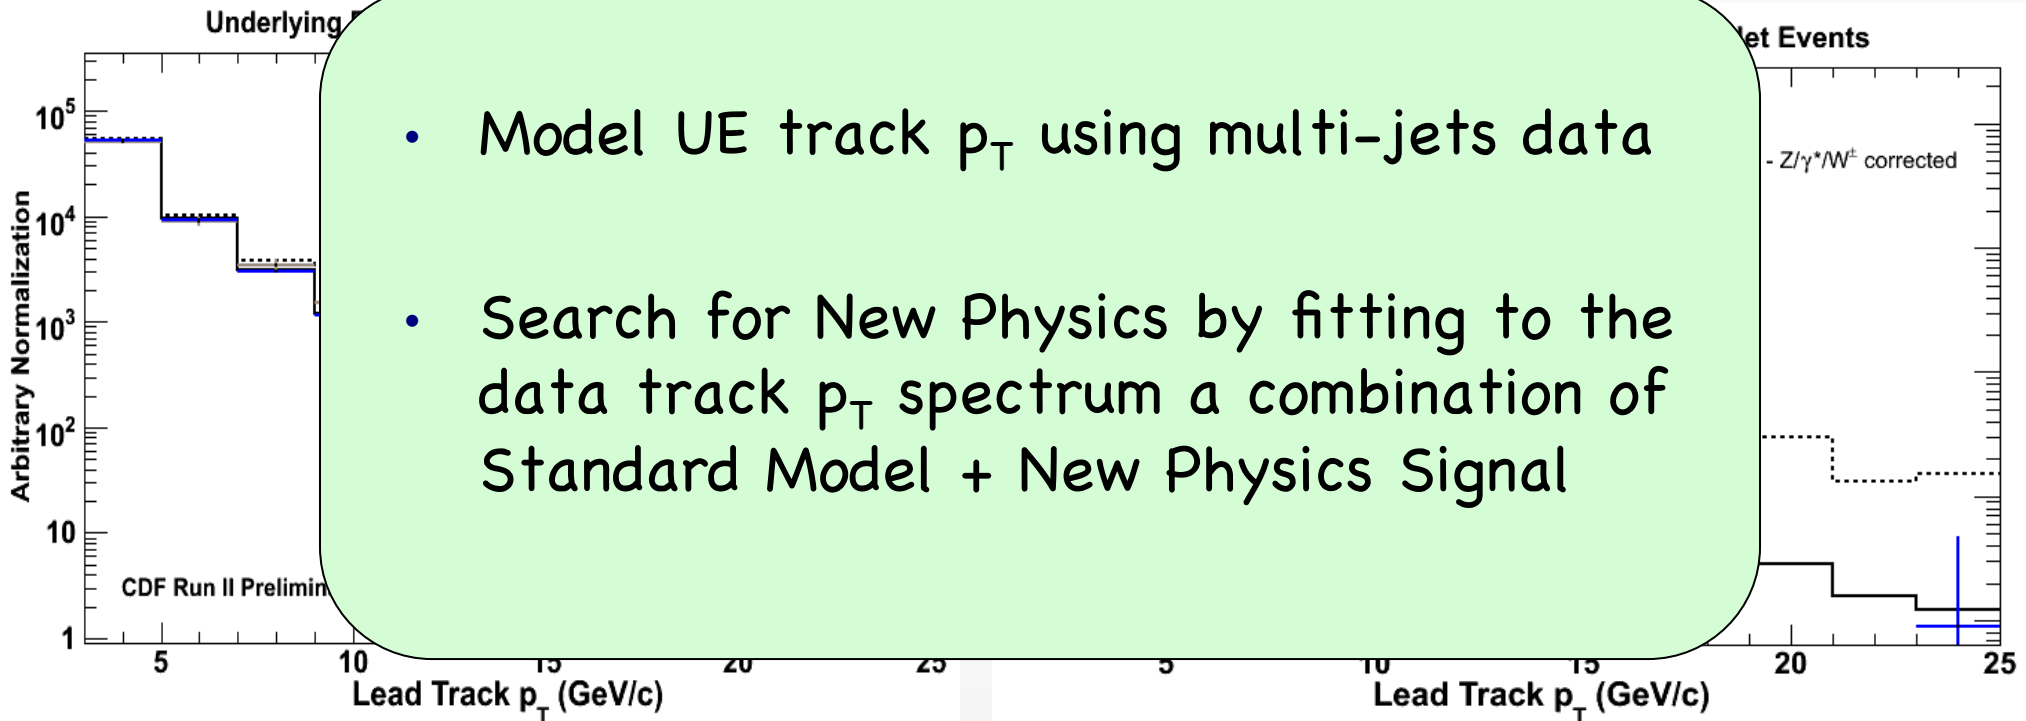 Underlying
Jet Events
• Model UE track pT using multi-jets data
• Search for New Physics by fitting to the
data track pT spectrum a combination of
Standard Model + New Physics Signal
- Z/γ*/W± corrected
Arbitrary Normalization
10^5
10^4
10^3
10^2
10
1
CDF Run II
5 10 15 20 25
Lead Track pT (GeV/c)
5 10 15 20 25
Lead Track pT (GeV/c)